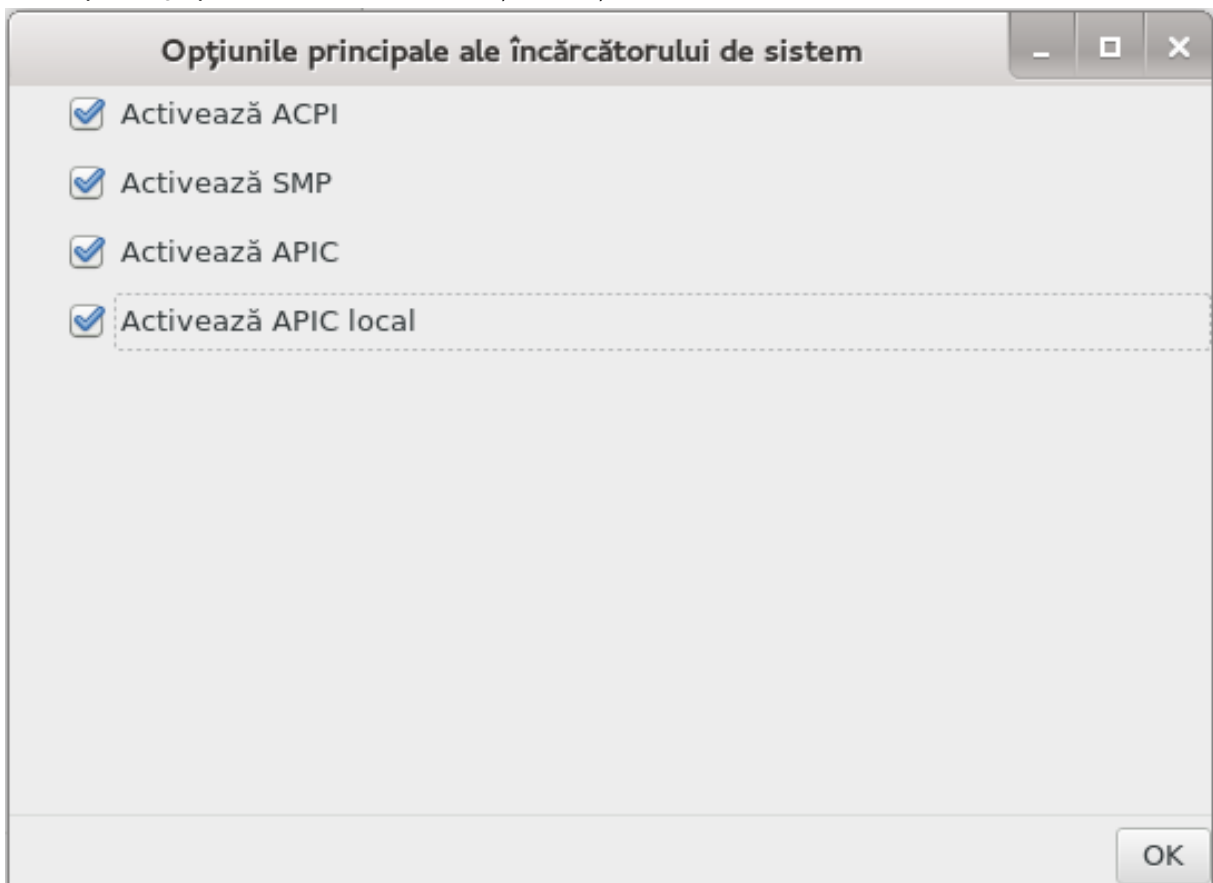 Opţiunile principale ale încărcătorului de sistem
Activează ACPI
Activează SMP
Activează APIC
Activează APIC local
OK